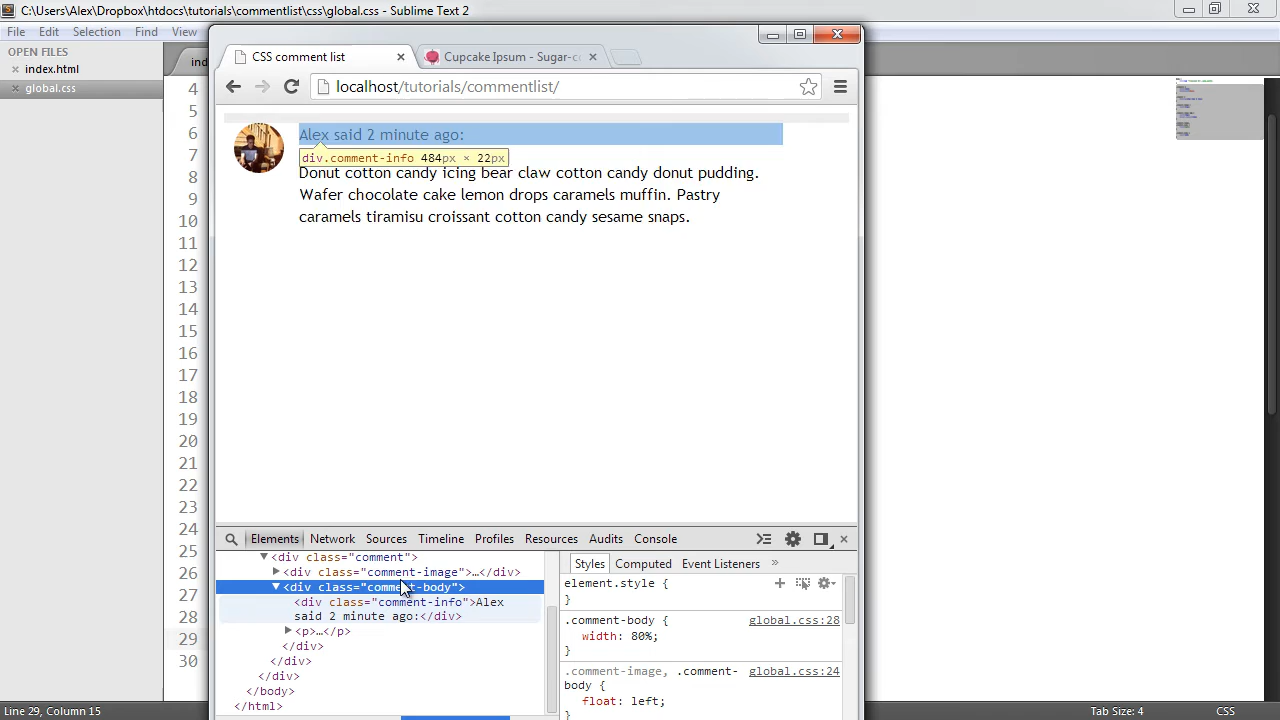 C:\Users\Alex\Dropbox\htdocs\tutorials\commentlist\css\global.css - Sublime Text 2
File Edit Selection Find View
OPEN FILES
index.html
global.css
CSS comment list
Cupcake Ipsum - Sugar-co
localhost/tutorials/commentlist/
Alex said 2 minute ago:
div.comment-info 484px × 22px
Donut cotton candy icing bear claw cotton candy donut pudding.
Wafer chocolate cake lemon drops caramels muffin. Pastry
caramels tiramisu croissant cotton candy sesame snaps.
4
5
6
7
8
9
10
11
12
13
14
15
16
17
18
19
20
21
22
23
24
25
26
27
28
29
30
Elements Network Sources Timeline Profiles Resources Audits Console
<div class="comment">
<div class="comment-image">…</div>
<div class="comment-body">
<div class="comment-info">Alex
said 2 minute ago:</div>
<p>…</p>
</div>
</div>
</div>
</body>
</html>
Styles Computed Event Listeners »
element.style {
}
.comment-body { global.css:28
width: 80%;
}
.comment-image, .comment- global.css:24
body {
float: left;
}
Line 29, Column 15
Tab Size: 4
CSS